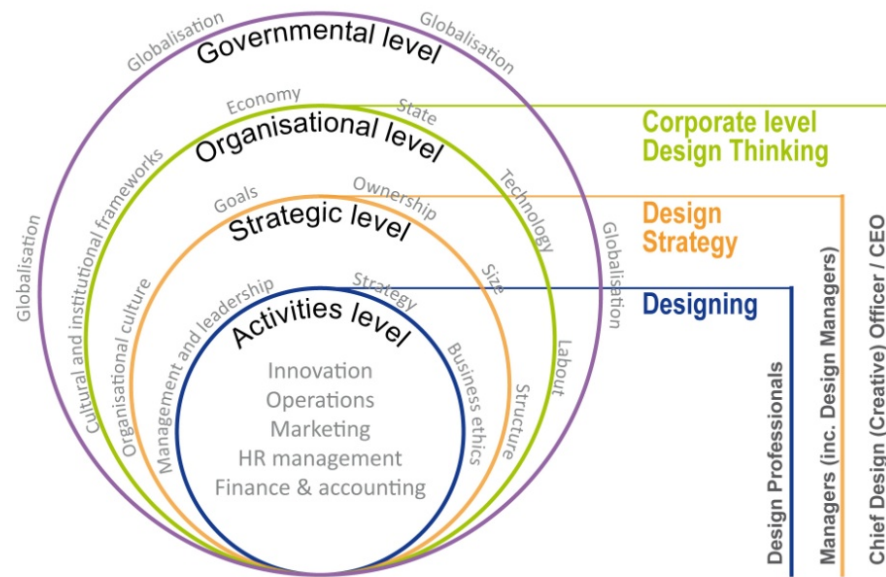 Globalisation
Globalisation
Governmental level
Economy
State
Organisational level
Cultural and institutional frameworks
Technology
Labout
Goals
Ownership
Strategic level
Organisational culture
Size
Structure
Management and leadership
Strategy
Business ethics
Activities level
Innovation
Operations
Marketing
HR management
Finance & accounting
Globalisation
Globalisation
Corporate level
Design Thinking
Design
Strategy
Designing
Design Professionals
Managers (inc. Design Managers)
Chief Design (Creative) Officer / CEO